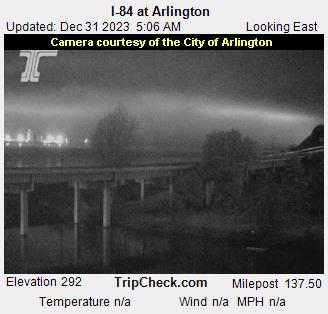 I-84 at Arlington
Updated: Dec 31 2023 5:06 AM Looking East
Camera courtesy of the City of Arlington
Elevation 292 TripCheck.com Milepost 137.50
Temperature n/a Wind n/a MPH n/a